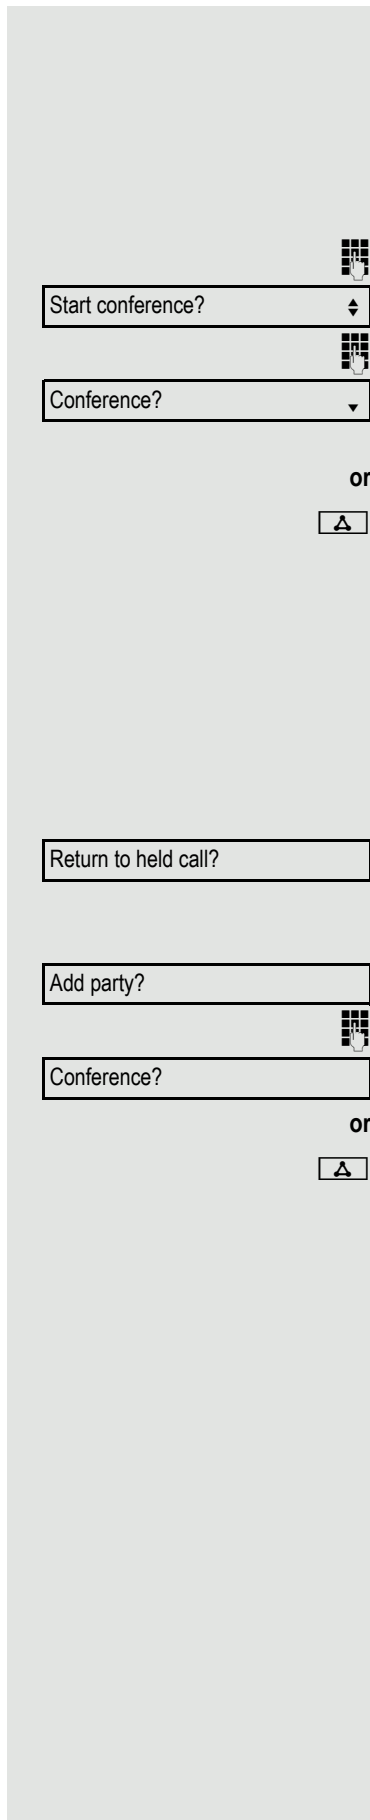 Start conference?
Conference?
or
Return to held call?
Add party?
Conference?
or